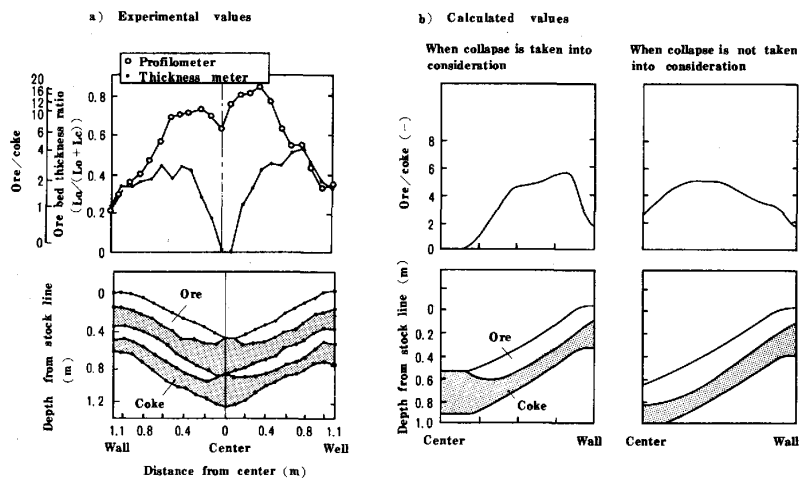 a) Experimental values
Profilometer
Thickness meter
Ore/coke
20
16
12
10
6
4
2
1
0
Ore bed thickness ratio
(Lo/(Lo + Lc))
0.8
0.6
0.4
0.2
0
Depth from stock line
(m)
0
0.4
0.8
1.2
Ore
Coke
1.1 0.8 0.4 0 0.4 0.8 1.1
Wall Center Well
Distance from center (m)
b) Calculated values
When collapse is taken into
consideration
When collapse is not taken
into consideration
Ore/coke (-)
8
6
4
2
0
Depth from stock line (m)
0
0.2
0.4
0.6
0.8
1.0
Ore
Coke
Center Wall
Center Wall